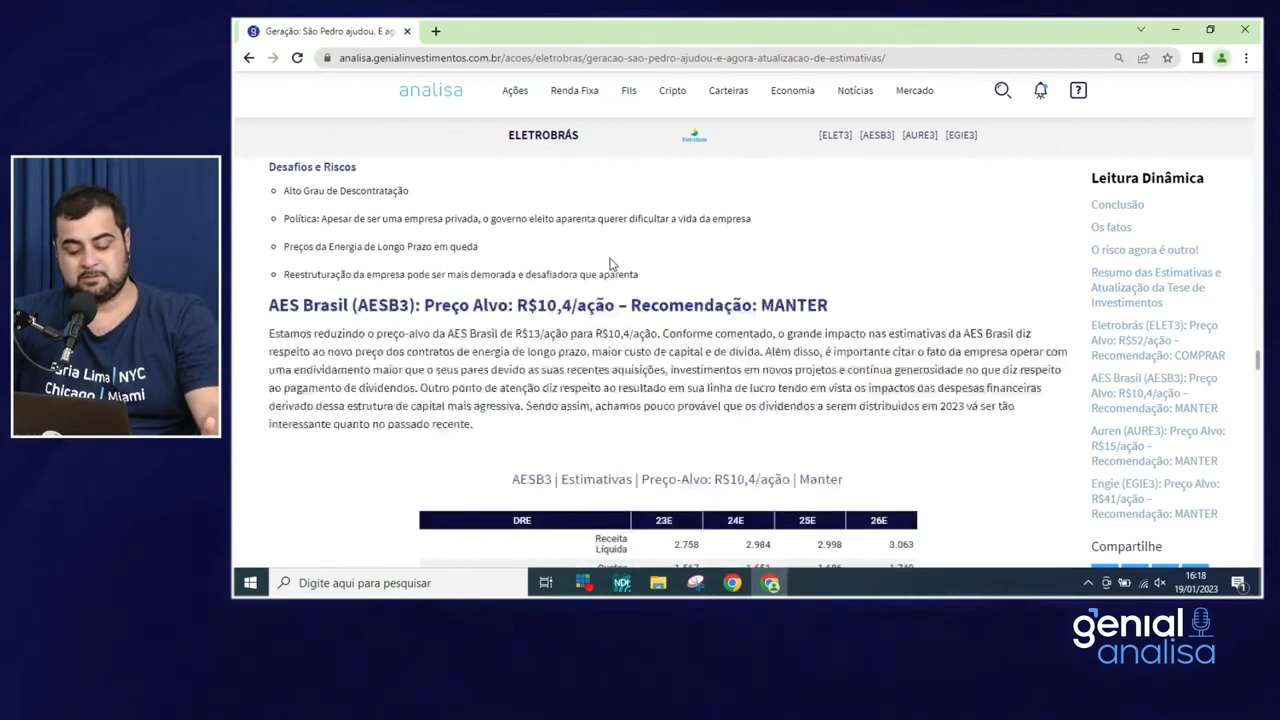 Geração: São Pedro ajudou. E ag
analisa.genialinvestimentos.com.br/acoes/eletrobras/geracao-sao-pedro-ajudou-e-agora-atualizacao-de-estimativas/
analisa Ações Renda Fixa FIIs Cripto Carteiras Economia Notícias Mercado
ELETROBRÁS
Eletrobras
[ELET3] [AESB3] [AURE3] [EGIE3]
Desafios e Riscos
Alto Grau de Descontratação
Política: Apesar de ser uma empresa privada, o governo eleito aparenta querer dificultar a vida da empresa
Preços da Energia de Longo Prazo em queda
Reestruturação da empresa pode ser mais demorada e desafiadora que aparenta
AES Brasil (AESB3): Preço Alvo: R$10,4/ação – Recomendação: MANTER
Estamos reduzindo o preço-alvo da AES Brasil de R$13/ação para R$10,4/ação. Conforme comentado, o grande impacto nas estimativas da AES Brasil diz
respeito ao novo preço dos contratos de energia de longo prazo, maior custo de capital e de dívida. Além disso, é importante citar o fato da empresa operar com
uma endividamento maior que o seus pares devido as suas recentes aquisições, investimentos em novos projetos e contínua generosidade no que diz respeito
ao pagamento de dividendos. Outro ponto de atenção diz respeito ao resultado em sua linha de lucro tendo em vista os impactos das despesas financeiras
derivado dessa estrutura de capital mais agressiva. Sendo assim, achamos pouco provável que os dividendos a serem distribuídos em 2023 vá ser tão
interessante quanto no passado recente.
AESB3 | Estimativas | Preço-Alvo: R$10,4/ação | Manter
DRE 23E 24E 25E 26E
Receita
Líquida 2.758 2.984 2.998 3.063
Leitura Dinâmica
Conclusão
Os fatos
O risco agora é outro!
Resumo das Estimativas e
Atualização da Tese de
Investimentos
Eletrobrás (ELET3): Preço
Alvo: R$52/ação –
Recomendação: COMPRAR
AES Brasil (AESB3): Preço
Alvo: R$10,4/ação –
Recomendação: MANTER
Auren (AURE3): Preço Alvo:
R$15/ação –
Recomendação: MANTER
Engie (EGIE3): Preço Alvo:
R$41/ação –
Recomendação: MANTER
Compartilhe
Digite aqui para pesquisar
NDI
16:18
19/01/2023
1
Faria Lima | NYC
Chicago | Miami
genial
analisa